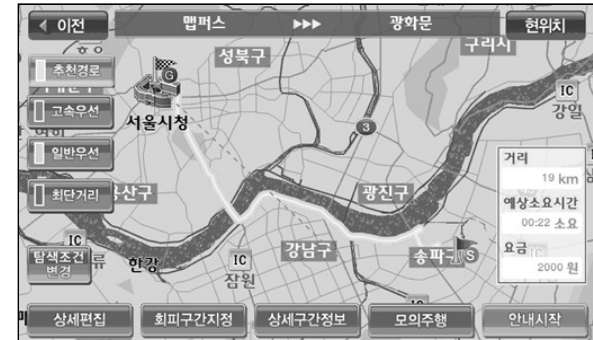 이전
맵퍼스 ▶▶▶ 광화문
현위치
추천경로
고속우선
일반우선
최단거리
탐색조건
변경
성북구
구리시
G
서울시청
3
IC
강일
용산구
광진구
거리
19 km
예상소요시간
00:22 소요
요금
2000 원
IC
한강
IC
잠원
강남구
송파구
S
IC
상세편집
회피구간지정
상세구간정보
모의주행
안내시작